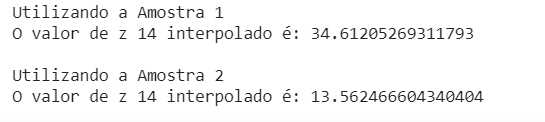 Utilizando a Amostra 1
O valor de z 14 interpolado é: 34.61205269311793
Utilizando a Amostra 2
O valor de z 14 interpolado é: 13.562466604340404